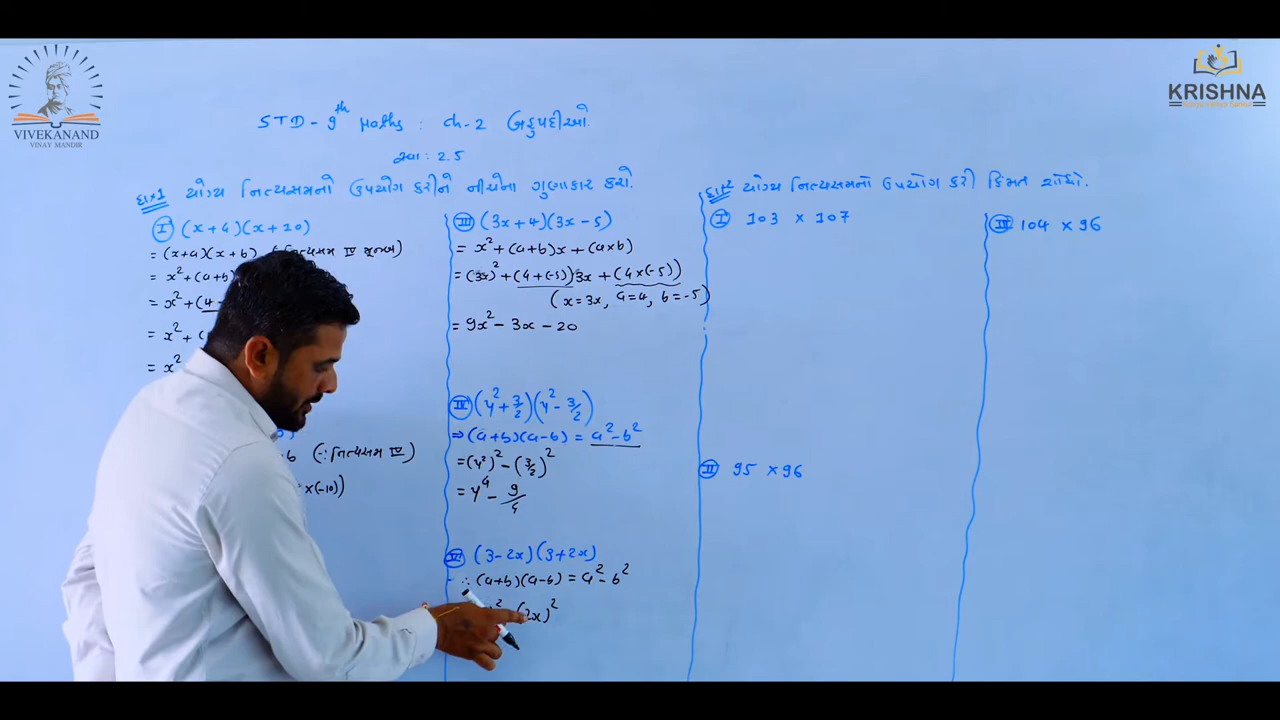 VIVEKANAND
VINAY MANDIR
KRISHNA
STD - 9th Maths : ch-2 બહુપદીઓ
સ્વા : 2.5
દા*1 યોગ્ય નિત્યસમનો ઉપયોગ કરીને નીચેના ગુણાકાર કરો.
I (x+4)(x+20)
= (x+a)(x+b) (નિત્યસમ IV
= x² + (a+b)
= x² + (4
= x² + (
= x²
b (∵ નિત્યસમ IV)
x(-10))
III (3x+4)(3x-5)
= x² + (a+b)x + (a×b)
= (3x)² + (4+(-5))3x + (4×(-5))
(x=3x, a=4, b=-5)
= 9x² - 3x - 20
IV (y² + 3/2)(y² - 3/2)
⇒ (a+b)(a-b) = a² - b²
= (y²)² - (3/2)²
= y⁴ - 9/4
V (3-2x)(3+2x)
∴ (a+b)(a-b) = a² - b²
(2x)²
દા*2 યોગ્ય નિત્યસમનો ઉપયોગ કરી કિંમત શોધો.
I 103 × 107
II 95 × 96
III 104 × 96